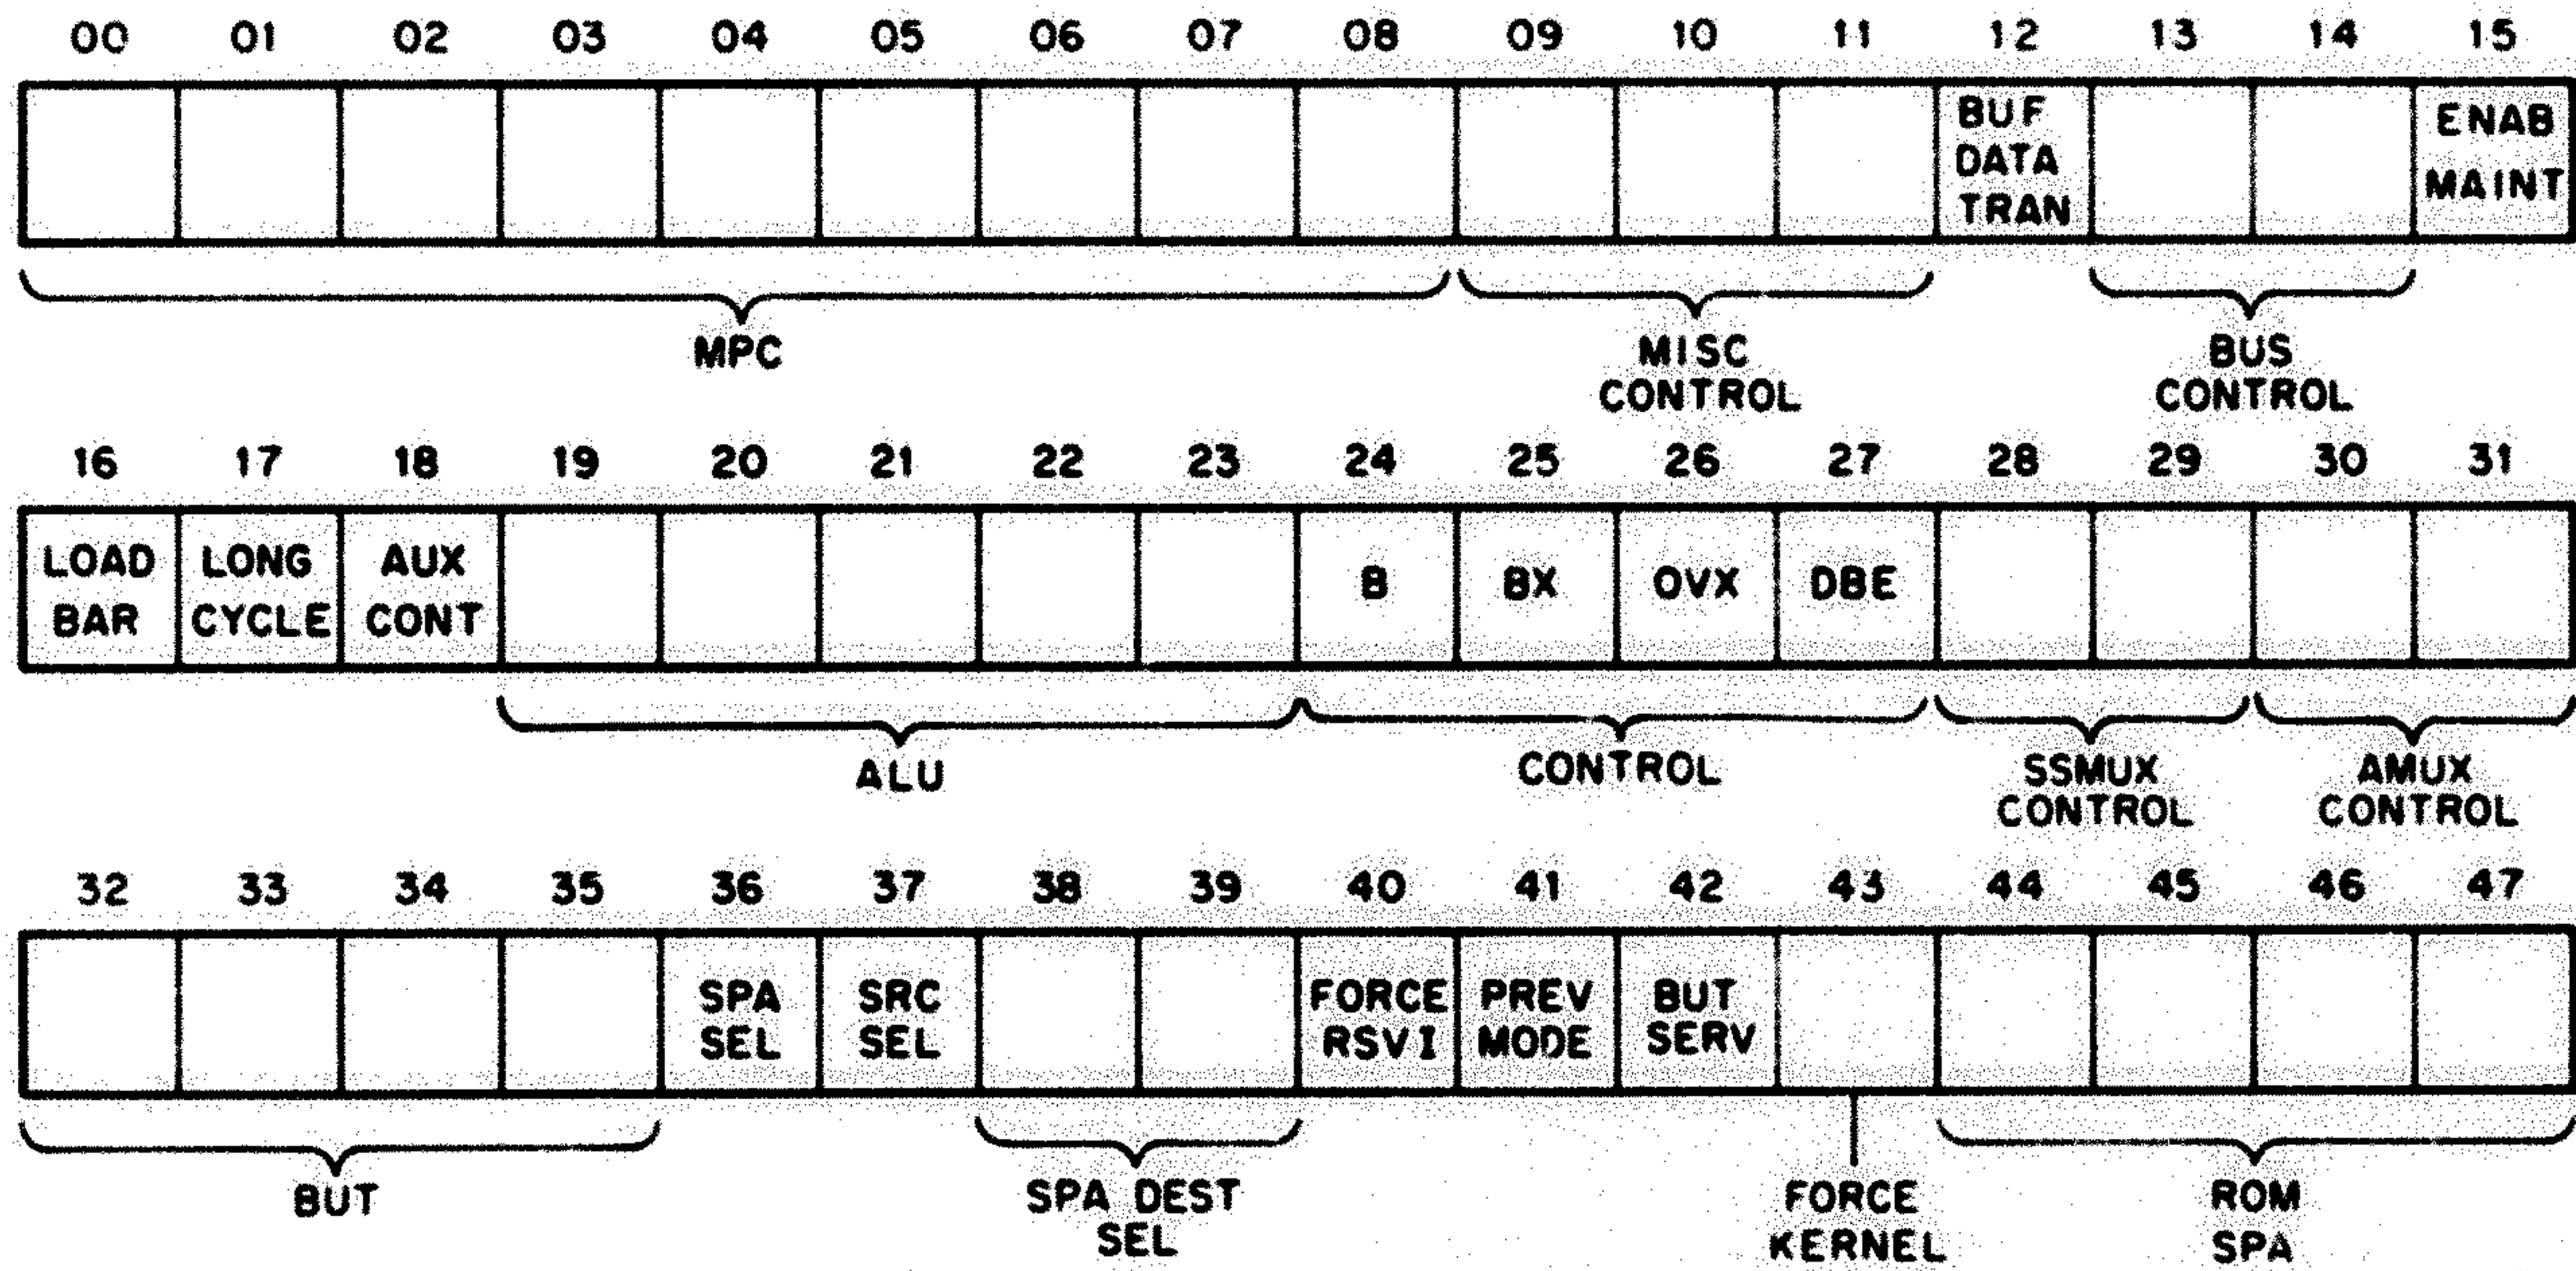 00 01 02 03 04 05 06 07 08 09 10 11 12 13 14 15
BUF
DATA
TRAN
ENAB
MAINT
MPC
MISC
CONTROL
BUS
CONTROL
16 17 18 19 20 21 22 23 24 25 26 27 28 29 30 31
LOAD
BAR
LONG
CYCLE
AUX
CONT
B
BX
OVX
DBE
ALU
CONTROL
SSMUX
CONTROL
AMUX
CONTROL
32 33 34 35 36 37 38 39 40 41 42 43 44 45 46 47
SPA
SEL
SRC
SEL
FORCE
RSVI
PREV
MODE
BUT
SERV
BUT
SPA DEST
SEL
FORCE
KERNEL
ROM
SPA